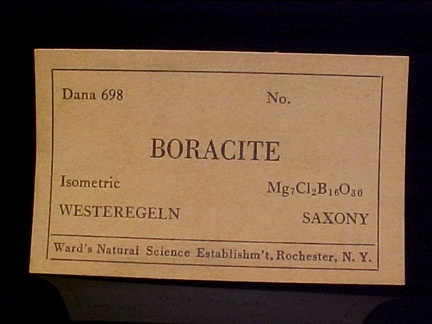 Dana 698 No.
BORACITE
Isometric Mg₇Cl₂B₁₆O₃₀
WESTEREGELN SAXONY
Ward's Natural Science Establishm't, Rochester, N. Y.